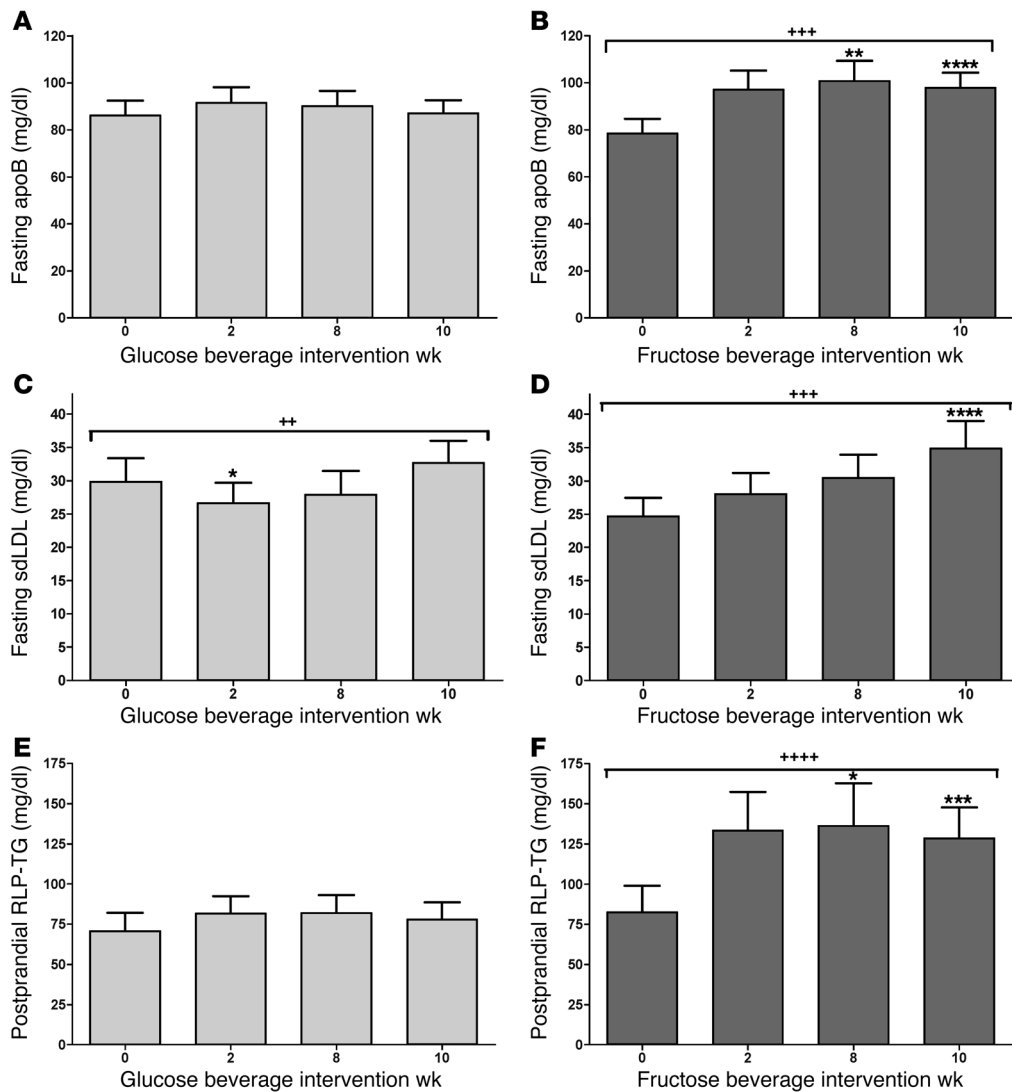 A
Fasting apoB (mg/dl)
120
100
80
60
40
20
0
0 2 8 10
Glucose beverage intervention wk
B
Fasting apoB (mg/dl)
120
100
80
60
40
20
0
+++
** ****
0 2 8 10
Fructose beverage intervention wk
C
Fasting sdLDL (mg/dl)
40
35
30
25
20
15
10
5
0
++
*
0 2 8 10
Glucose beverage intervention wk
D
Fasting sdLDL (mg/dl)
40
35
30
25
20
15
10
5
0
+++
****
0 2 8 10
Fructose beverage intervention wk
E
Postprandial RLP-TG (mg/dl)
175
150
125
100
75
50
25
0
0 2 8 10
Glucose beverage intervention wk
F
Postprandial RLP-TG (mg/dl)
175
150
125
100
75
50
25
0
++++
* ***
0 2 8 10
Fructose beverage intervention wk